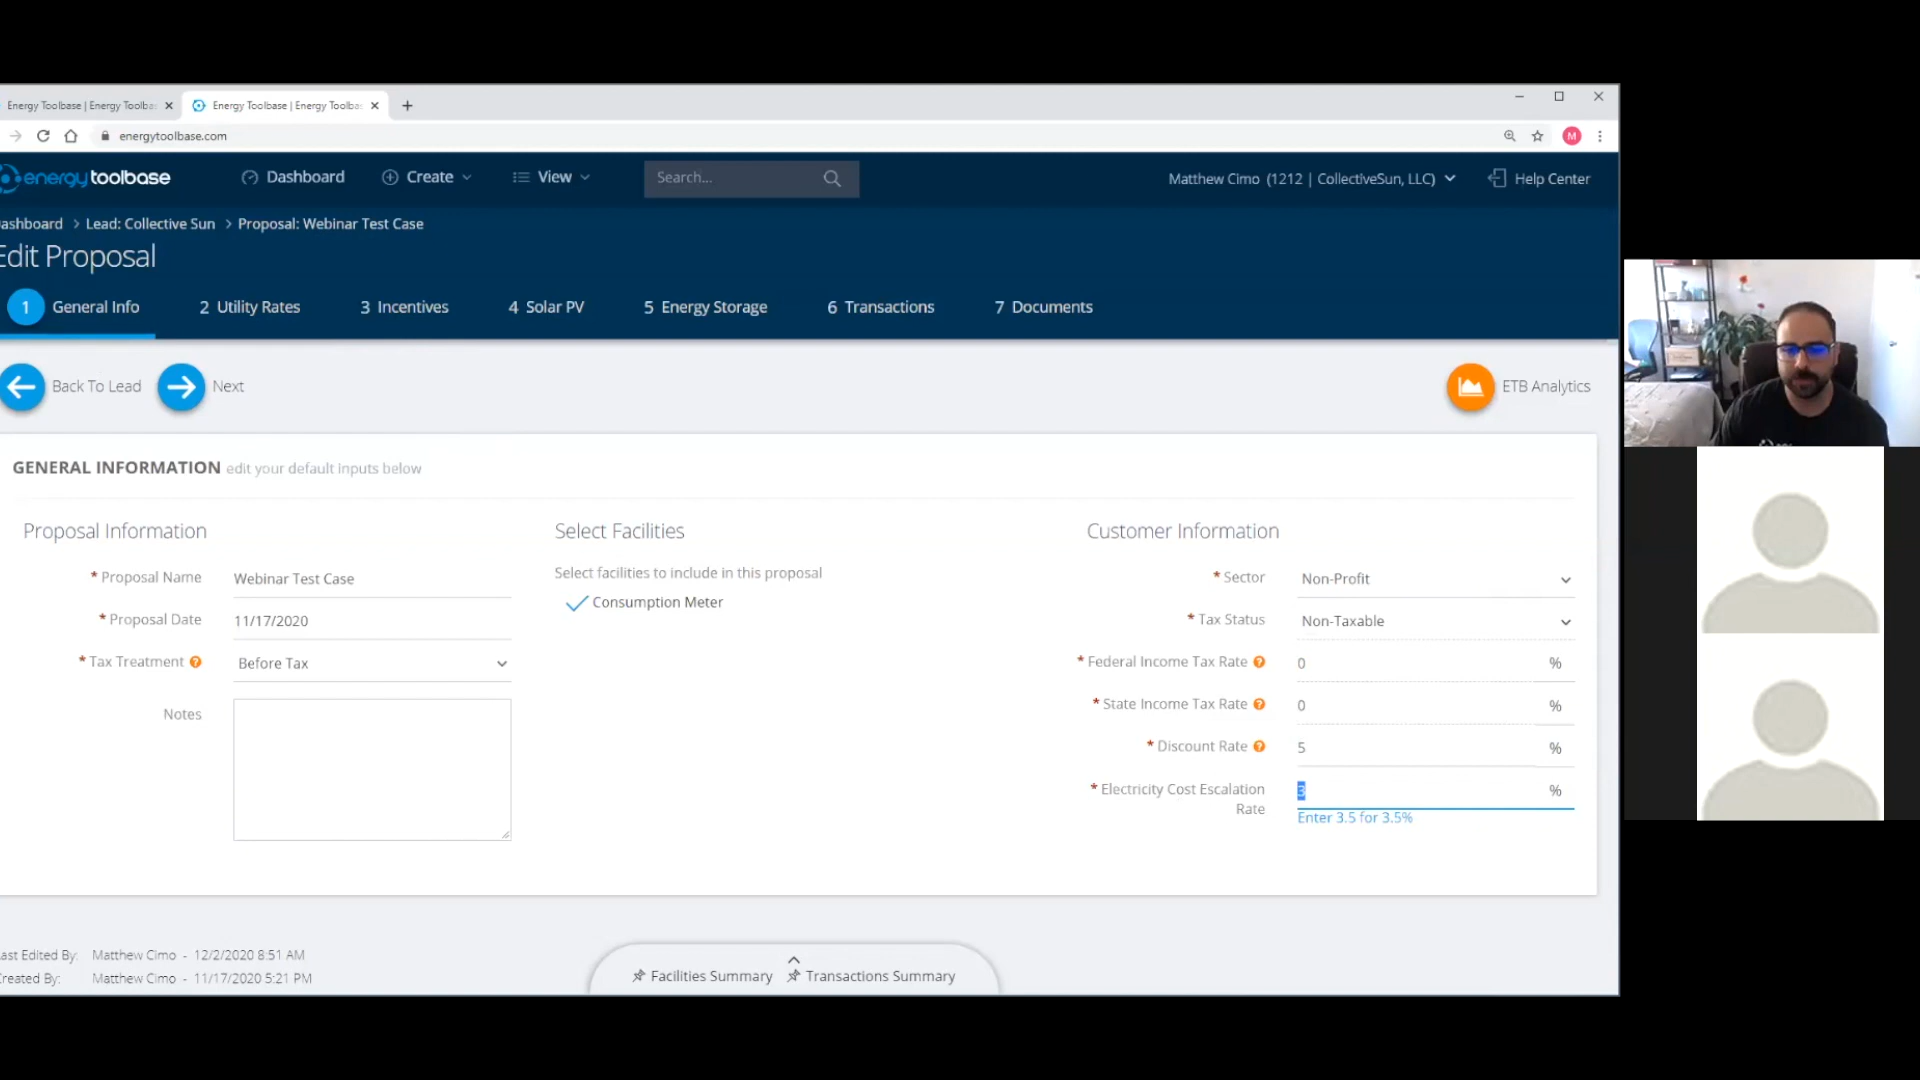 Energy Toolbase | Energy Toolba
Energy Toolbase | Energy Toolba
energytoolbase.com
M
energytoolbase
Dashboard
Create
View
Search...
Matthew Cimo (1212 | CollectiveSun, LLC)
Help Center
ashboard > Lead: Collective Sun > Proposal: Webinar Test Case
Edit Proposal
1 General Info
2 Utility Rates
3 Incentives
4 Solar PV
5 Energy Storage
6 Transactions
7 Documents
Back To Lead
Next
ETB Analytics
GENERAL INFORMATION edit your default inputs below
Proposal Information
* Proposal Name Webinar Test Case
* Proposal Date 11/17/2020
* Tax Treatment ? Before Tax
Notes
Select Facilities
Select facilities to include in this proposal
Consumption Meter
Customer Information
* Sector Non-Profit
* Tax Status Non-Taxable
* Federal Income Tax Rate ? 0 %
* State Income Tax Rate ? 0 %
* Discount Rate ? 5 %
* Electricity Cost Escalation
Rate
3 %
Enter 3.5 for 3.5%
ast Edited By: Matthew Cimo - 12/2/2020 8:51 AM
reated By: Matthew Cimo - 11/17/2020 5:21 PM
Facilities Summary
Transactions Summary